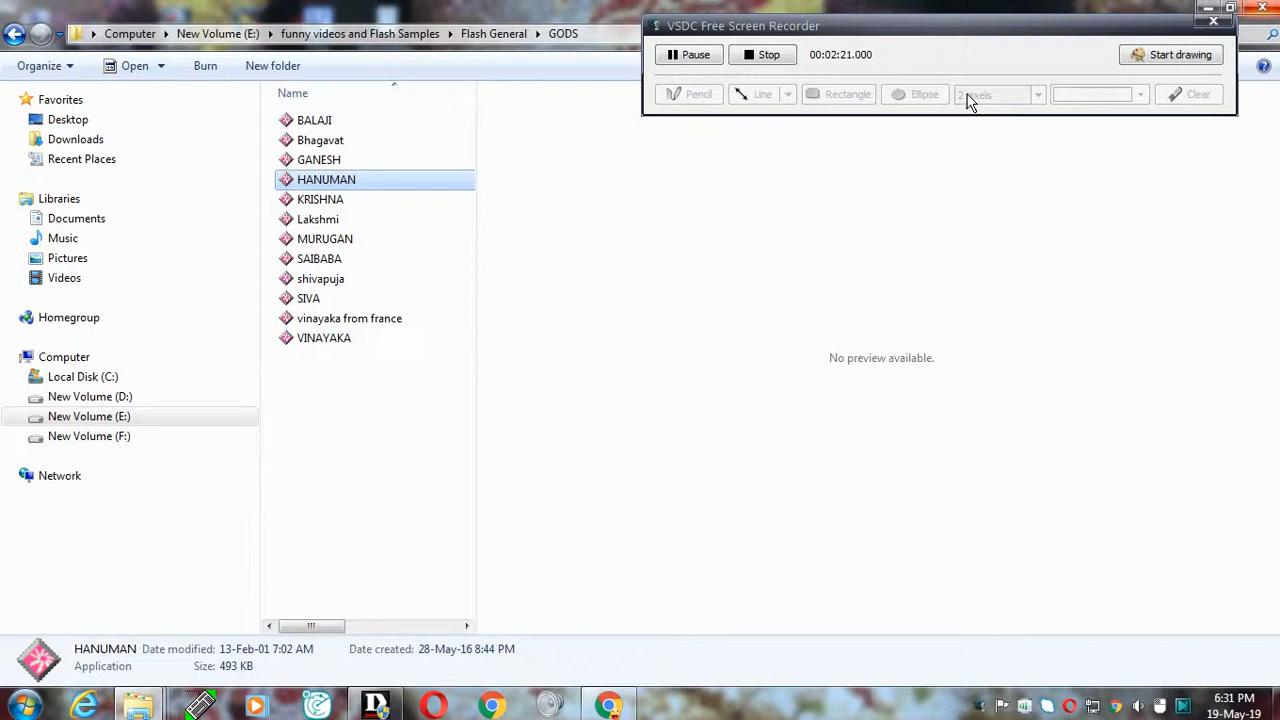 VSDC Free Screen Recorder
Computer New Volume (E:) funny videos and Flash Samples Flash General GODS
Pause Stop 00:02:21.000 Start drawing
Organize Open Burn New folder
Pencil Line Rectangle Ellipse Clear
Name
Favorites
Desktop
Downloads
Recent Places
Libraries
Documents
Music
Pictures
Videos
Homegroup
Computer
Local Disk (C:)
New Volume (D:)
New Volume (E:)
New Volume (F:)
Network
BALAJI
Bhagavat
GANESH
HANUMAN
KRISHNA
Lakshmi
MURUGAN
SAIBABA
shivapuja
SIVA
vinayaka from france
VINAYAKA
No preview available.
HANUMAN Date modified: 13-Feb-01 7:02 AM Date created: 28-May-16 8:44 PM
Application Size: 493 KB
6:31 PM
19-May-19